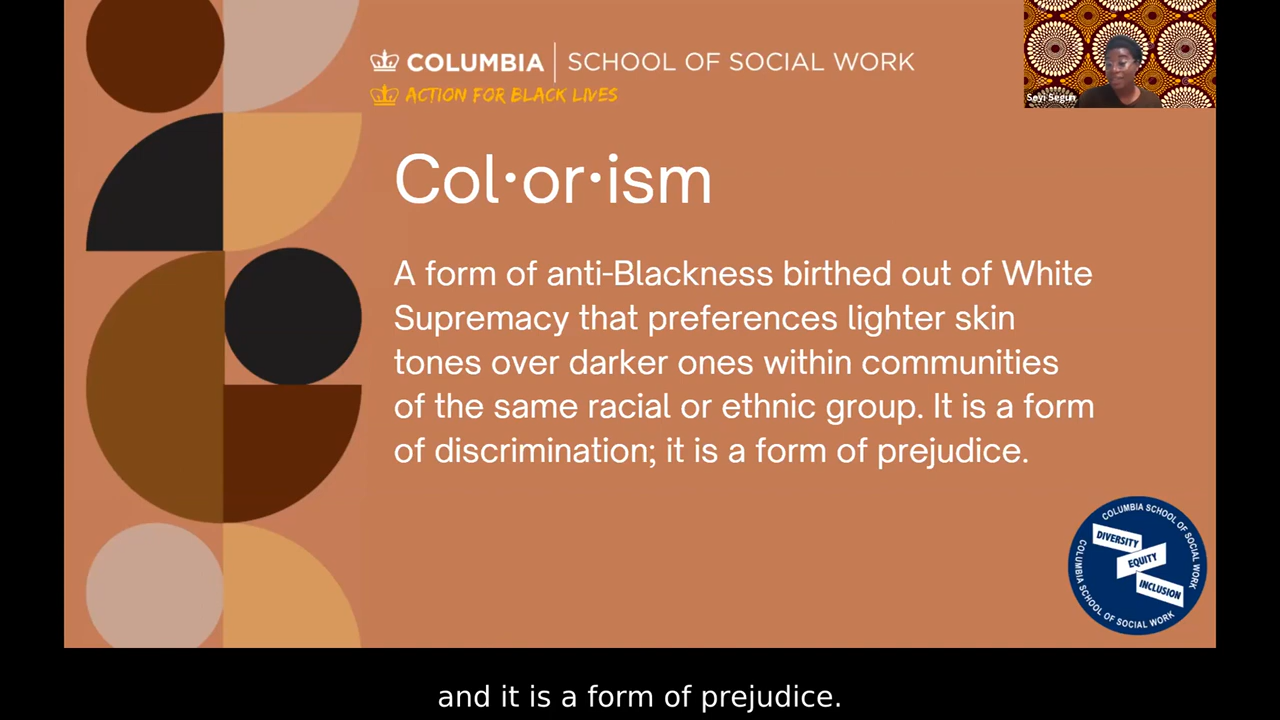 COLUMBIA | SCHOOL OF SOCIAL WORK
ACTION FOR BLACK LIVES
Seyi Segun
Col·or·ism
A form of anti-Blackness birthed out of White
Supremacy that preferences lighter skin
tones over darker ones within communities
of the same racial or ethnic group. It is a form
of discrimination; it is a form of prejudice.
COLUMBIA SCHOOL OF SOCIAL WORK
DIVERSITY
EQUITY
INCLUSION
COLUMBIA SCHOOL OF SOCIAL WORK
and it is a form of prejudice.